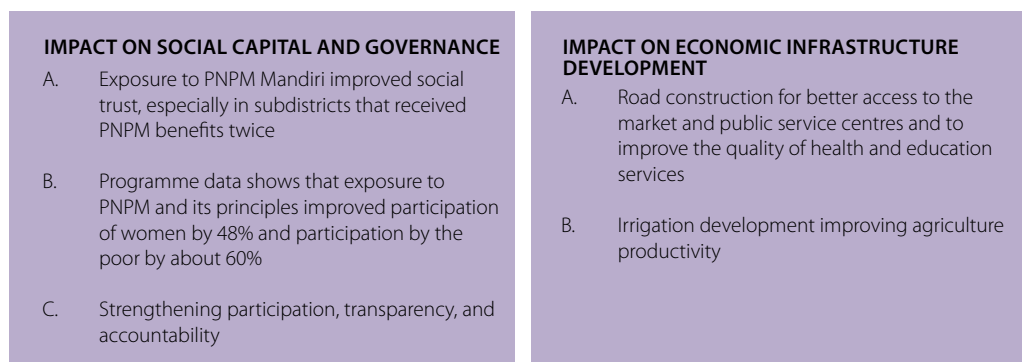 IMPACT ON SOCIAL CAPITAL AND GOVERNANCE
A. Exposure to PNPM Mandiri improved social
trust, especially in subdistricts that received
PNPM benefits twice
B. Programme data shows that exposure to
PNPM and its principles improved participation
of women by 48% and participation by the
poor by about 60%
C. Strengthening participation, transparency, and
accountability
IMPACT ON ECONOMIC INFRASTRUCTURE
DEVELOPMENT
A. Road construction for better access to the
market and public service centres and to
improve the quality of health and education
services
B. Irrigation development improving agriculture
productivity